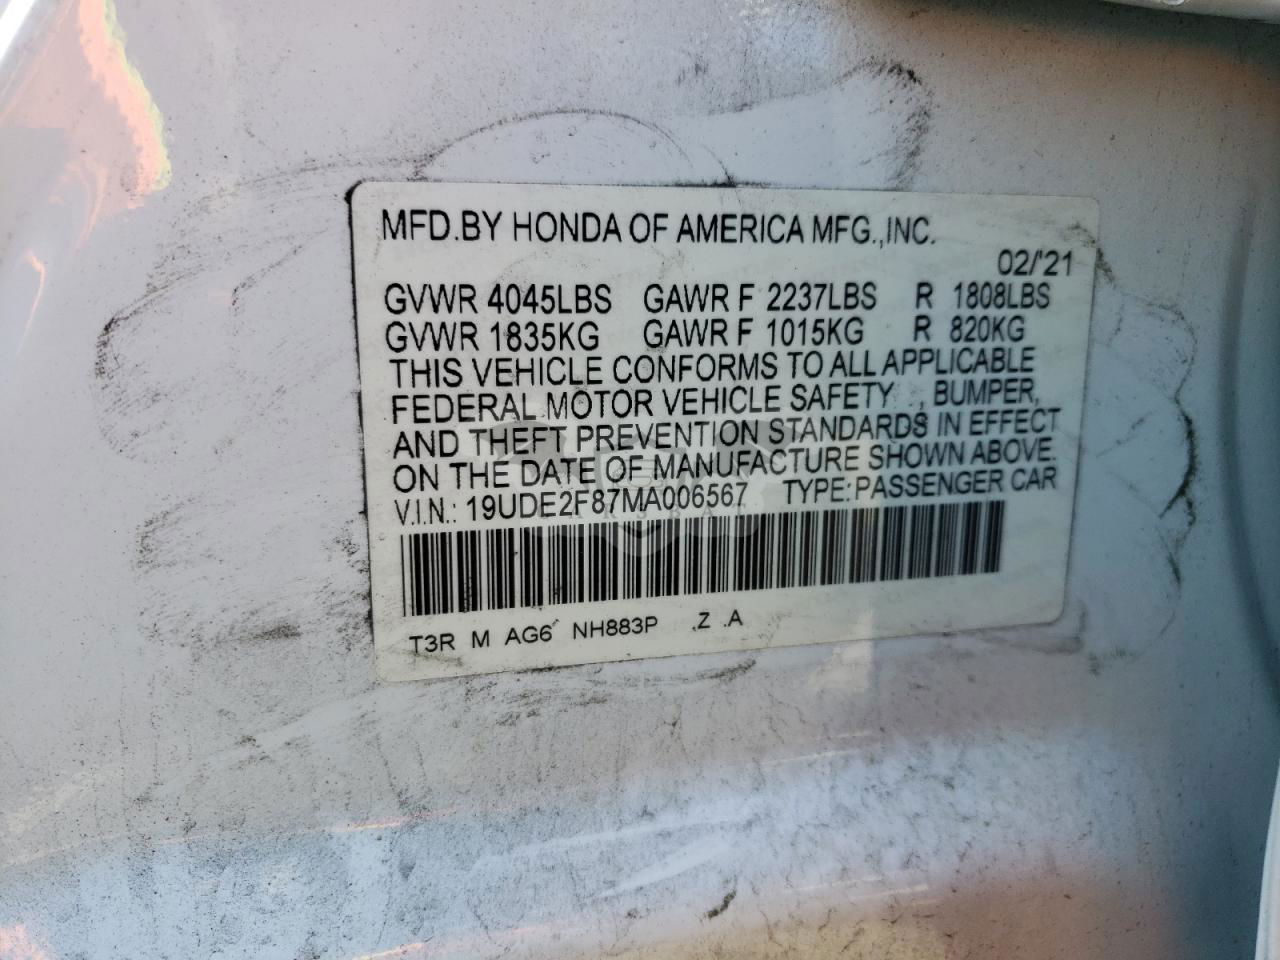 MFD.BY HONDA OF AMERICA MFG.,INC.
02/'21
GVWR 4045LBS GAWR F 2237LBS R 1808LBS
GVWR 1835KG GAWR F 1015KG R 820KG
THIS VEHICLE CONFORMS TO ALL APPLICABLE
FEDERAL MOTOR VEHICLE SAFETY , BUMPER,
AND THEFT PREVENTION STANDARDS IN EFFECT
ON THE DATE OF MANUFACTURE SHOWN ABOVE.
V.I.N.: 19UDE2F87MA006567 TYPE:PASSENGER CAR
T3R M AG6 NH883P .Z .A